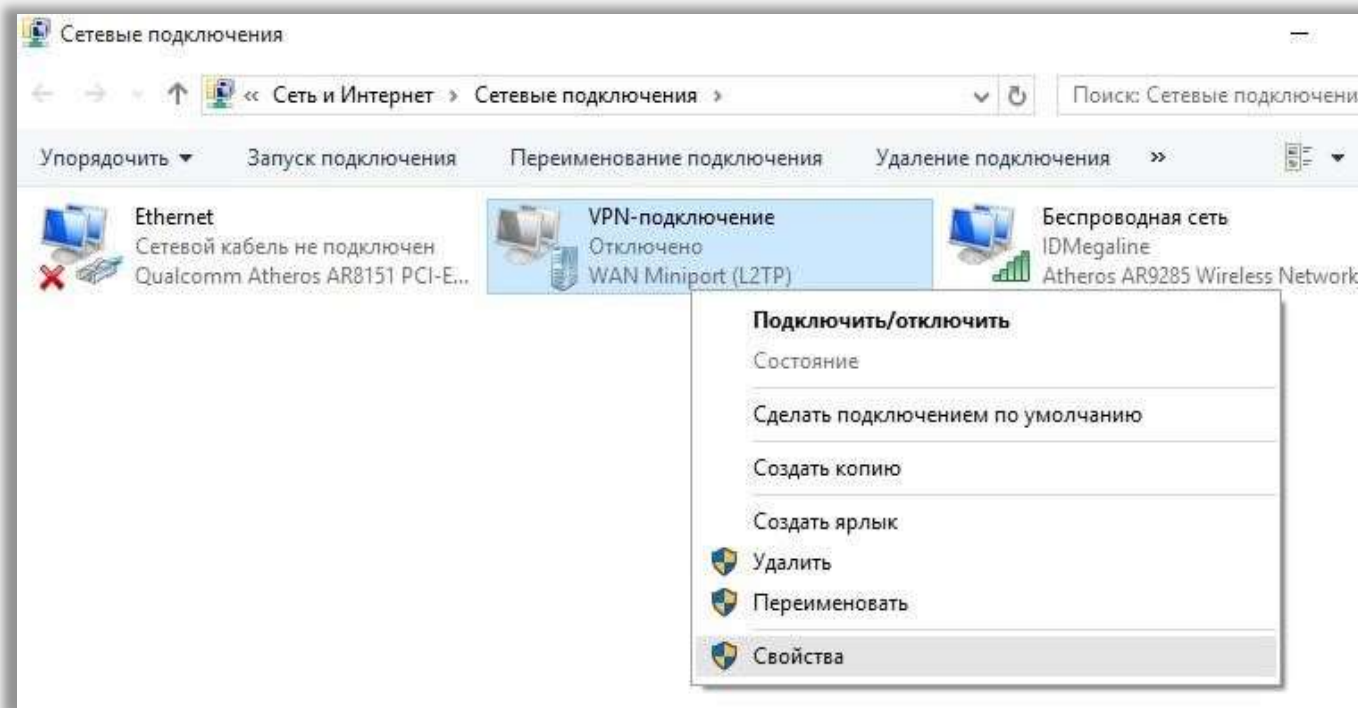 Сетевые подключения
« Сеть и Интернет › Сетевые подключения ›
Поиск: Сетевые подключени
Упорядочить ▾ Запуск подключения Переименование подключения Удаление подключения »
Ethernet
Сетевой кабель не подключен
Qualcomm Atheros AR8151 PCI-E...
VPN-подключение
Отключено
WAN Miniport (L2TP)
Беспроводная сеть
IDMegaline
Atheros AR9285 Wireless Network
Подключить/отключить
Состояние
Сделать подключением по умолчанию
Создать копию
Создать ярлык
Удалить
Переименовать
Свойства